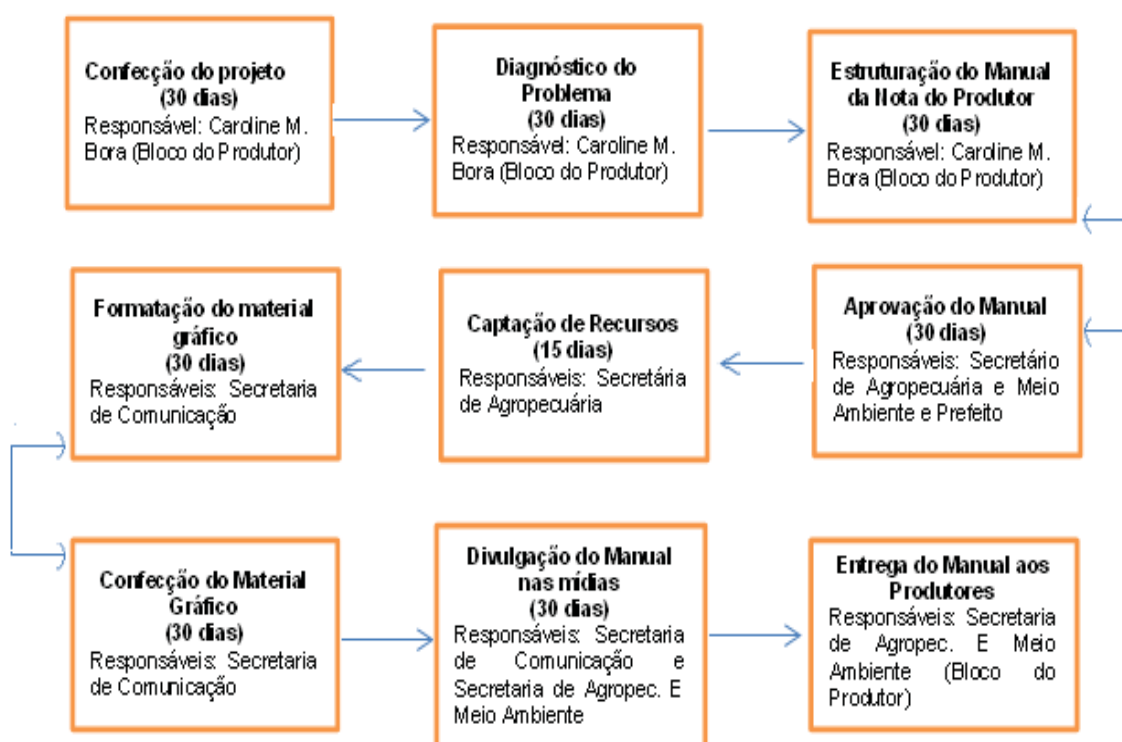 Confecção do projeto
(30 dias)
Responsável: Caroline M.
Bora (Bloco do Produtor)
Diagnóstico do
Problema
(30 dias)
Responsável: Caroline M.
Bora (Bloco do Produtor)
Estruturação do Manual
da Nota do Produtor
(30 dias)
Responsável: Caroline M.
Bora (Bloco do Produtor)
Aprovação do Manual
(30 dias)
Responsáveis: Secretário
de Agropecuária e Meio
Ambiente e Prefeito
Captação de Recursos
(15 dias)
Responsáveis: Secretária
de Agropecuária
Formatação do material
gráfico
(30 dias)
Responsáveis: Secretaria
de Comunicação
Confecção do Material
Gráfico
(30 dias)
Responsáveis: Secretaria
de Comunicação
Divulgação do Manual
nas mídias
(30 dias)
Responsáveis: Secretaria
de Comunicação e
Secretaria de Agropec. E
Meio Ambiente
Entrega do Manual aos
Produtores
Responsáveis: Secretaria
de Agropec. E Meio
Ambiente (Bloco do
Produtor)